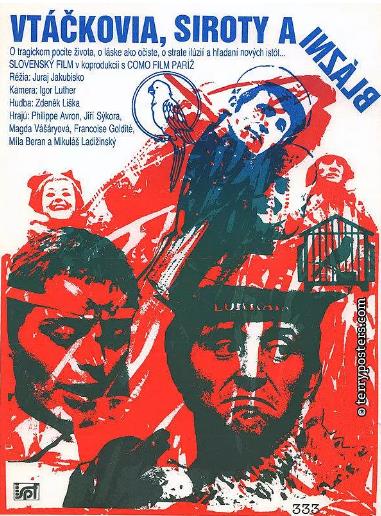 VTÁČKOVIA, SIROTY A
BLÁZNI
O tragickom pocite života, o láske ako očiste, o strate ilúzií a hľadaní nových istôt...
SLOVENSKÝ FILM v koprodukcii s COMO FILM PARÍŽ
Réžia: Juraj Jakubisko
Kamera: Igor Luther
Hudba: Zdeněk Liška
Hrajú: Philippe Avron, Jiří Sýkora,
Magda Vášáryová, Francoise Goldité,
Mila Beran a Mikuláš Ladižinský
© terryposters.com
333